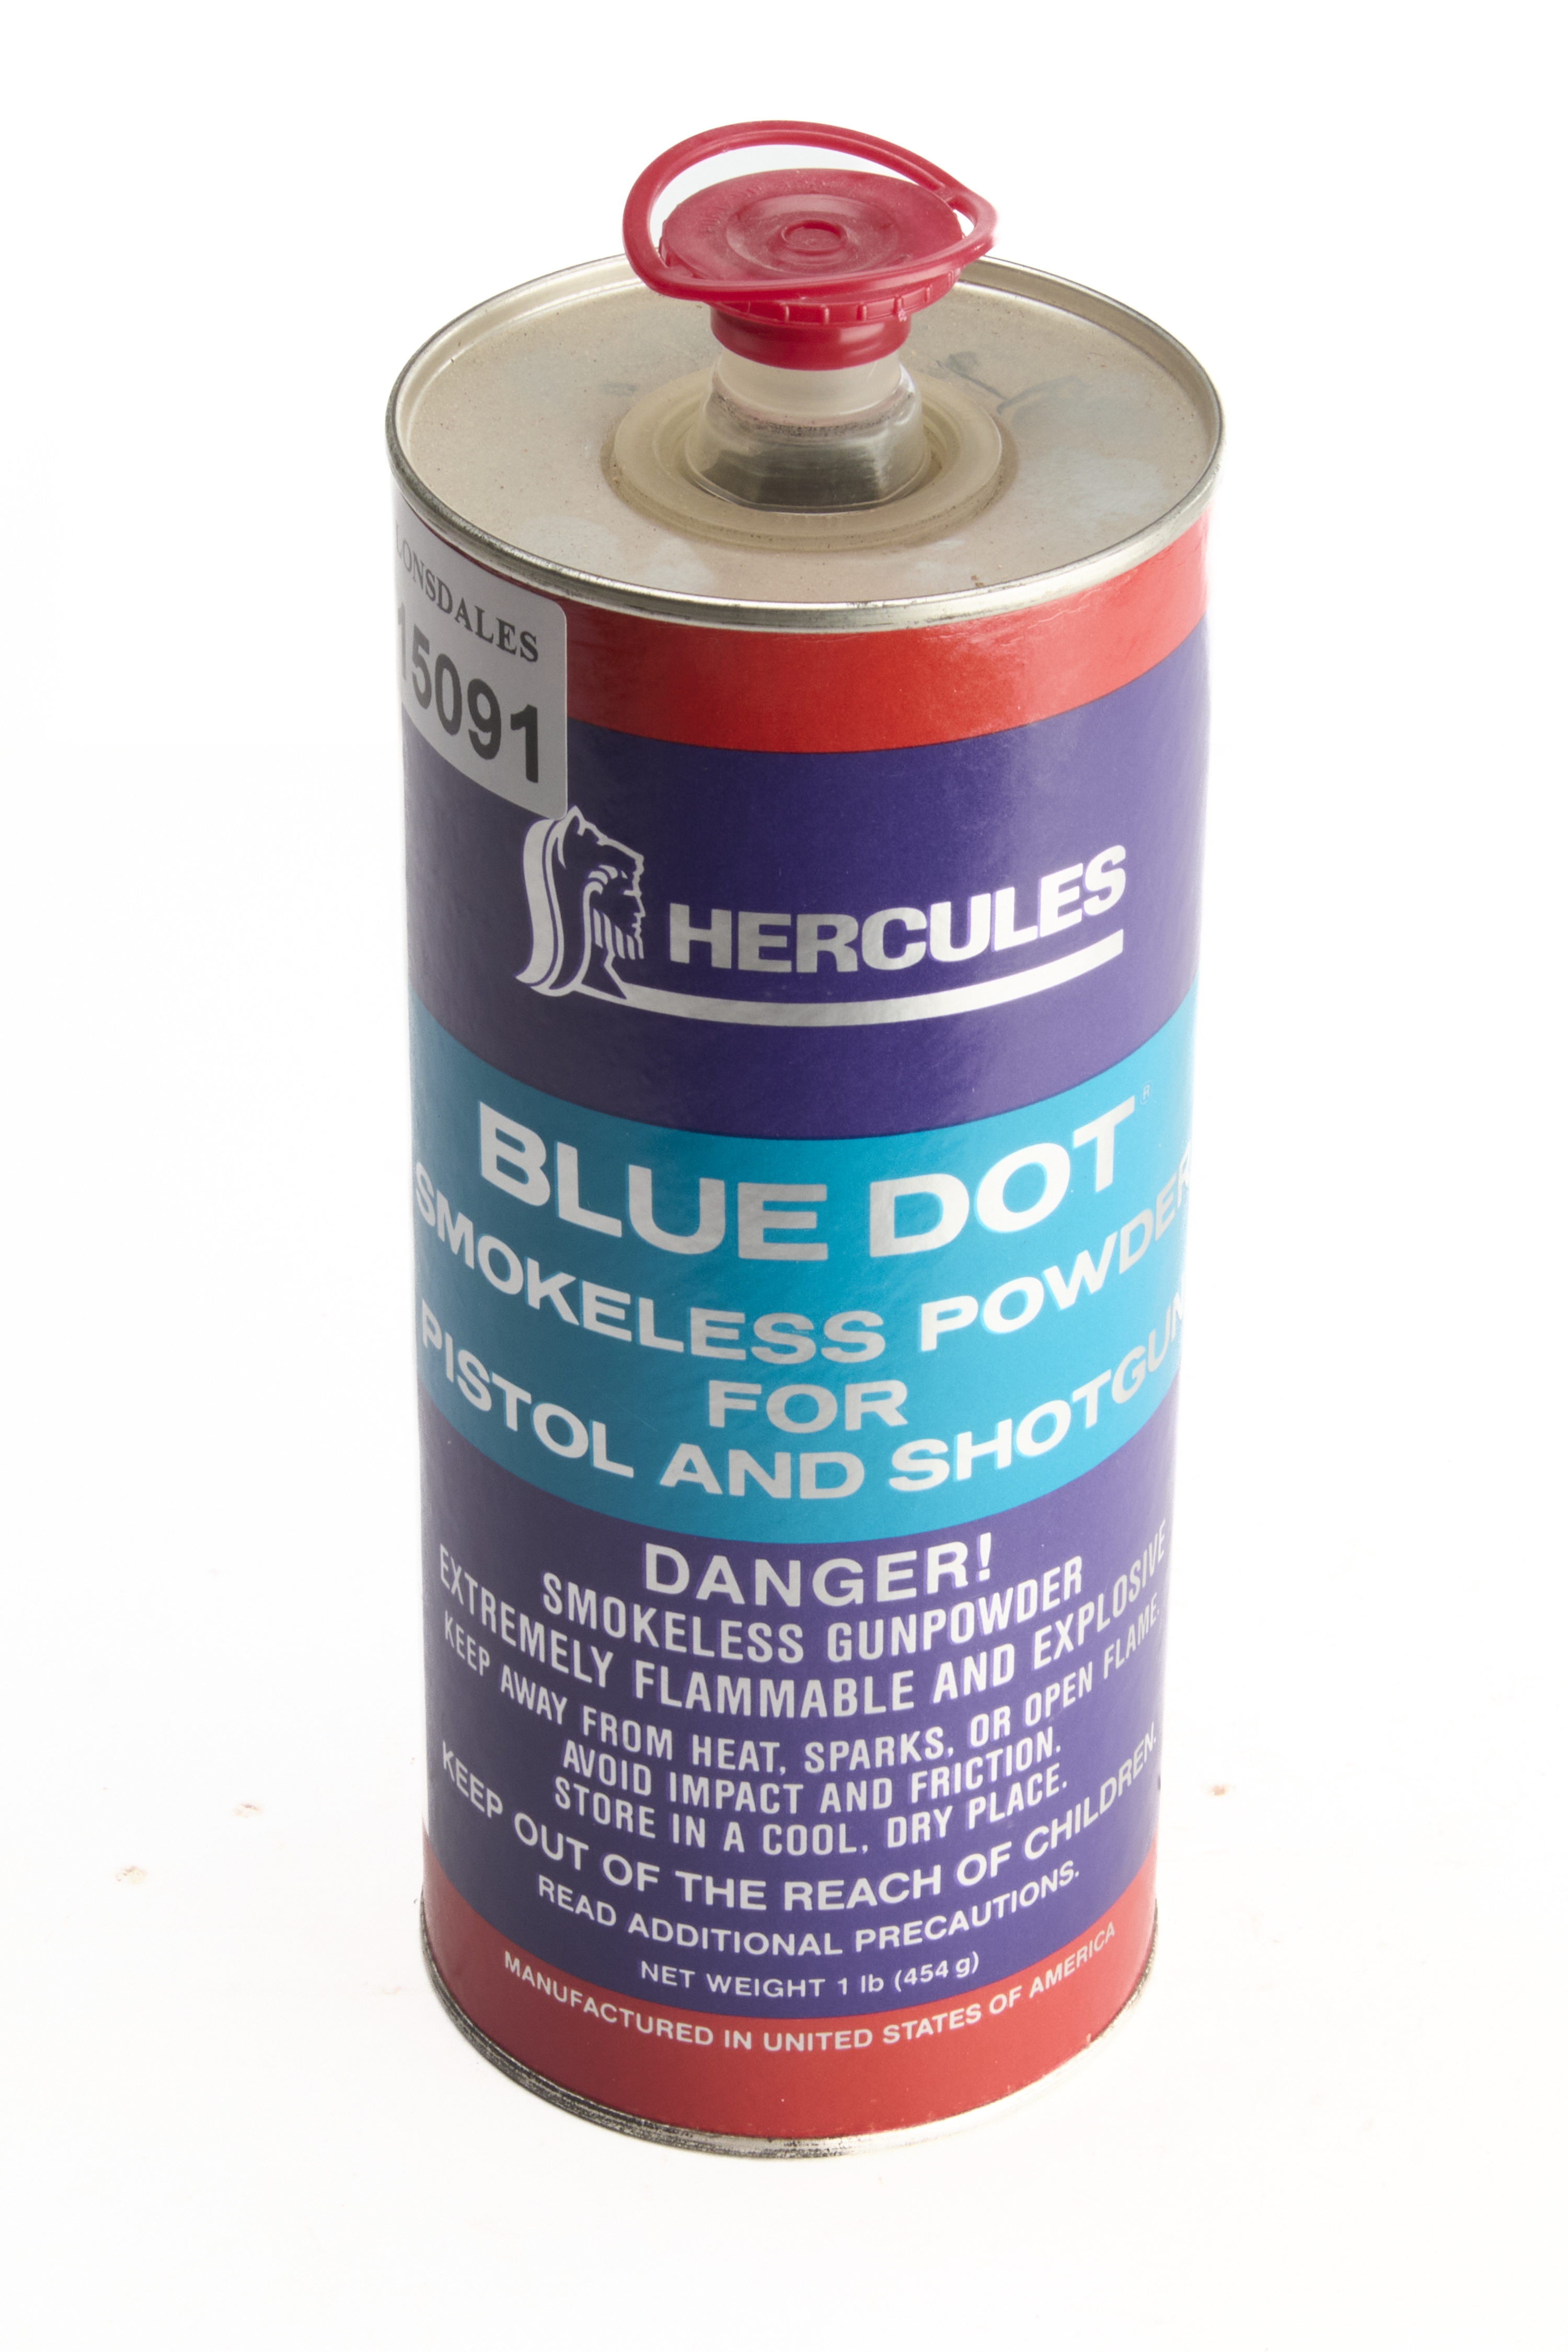 LONSDALES
15091
HERCULES
BLUE DOT®
SMOKELESS POWDER
FOR
PISTOL AND SHOTGUN
DANGER!
SMOKELESS GUNPOWDER
EXTREMELY FLAMMABLE AND EXPLOSIVE
KEEP AWAY FROM HEAT, SPARKS, OR OPEN FLAME.
AVOID IMPACT AND FRICTION.
STORE IN A COOL, DRY PLACE.
KEEP OUT OF THE REACH OF CHILDREN.
READ ADDITIONAL PRECAUTIONS.
NET WEIGHT 1 lb (454 g)
MANUFACTURED IN UNITED STATES OF AMERICA